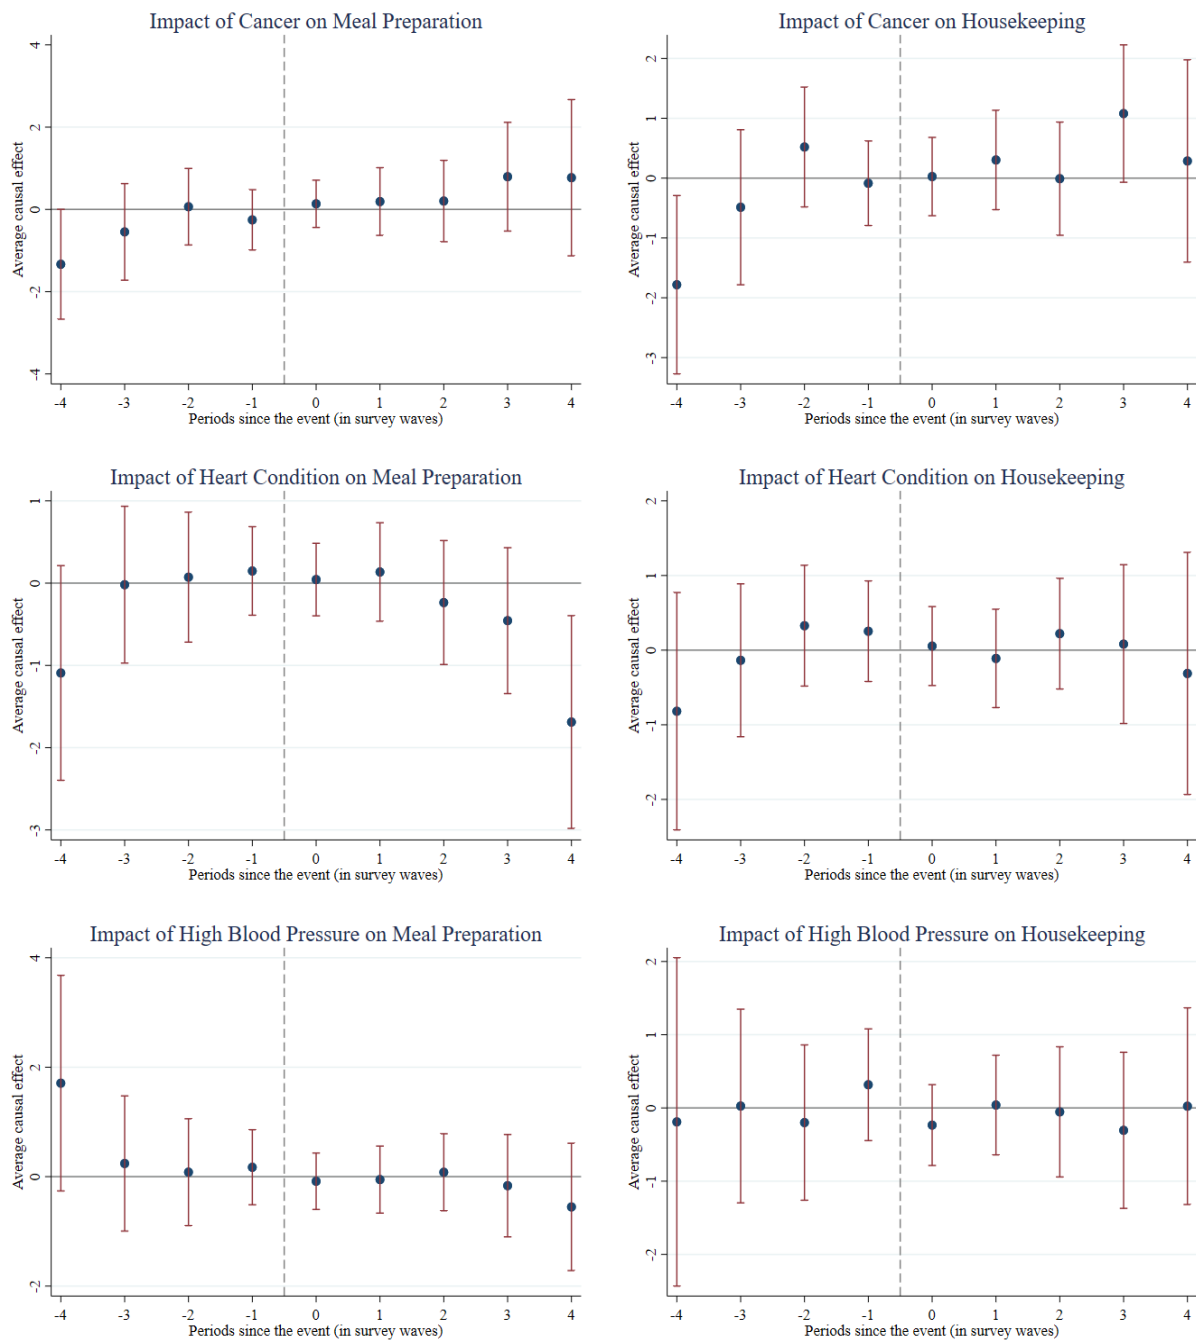 Impact of Cancer on Meal Preparation
Average causal effect
4
2
0
-2
-4
-4 -3 -2 -1 0 1 2 3 4
Periods since the event (in survey waves)
Impact of Cancer on Housekeeping
Average causal effect
2
1
0
-1
-2
-3
-4 -3 -2 -1 0 1 2 3 4
Periods since the event (in survey waves)
Impact of Heart Condition on Meal Preparation
Average causal effect
1
0
-1
-2
-3
-4 -3 -2 -1 0 1 2 3 4
Periods since the event (in survey waves)
Impact of Heart Condition on Housekeeping
Average causal effect
2
1
0
-1
-2
-4 -3 -2 -1 0 1 2 3 4
Periods since the event (in survey waves)
Impact of High Blood Pressure on Meal Preparation
Average causal effect
4
2
0
-2
-4 -3 -2 -1 0 1 2 3 4
Periods since the event (in survey waves)
Impact of High Blood Pressure on Housekeeping
Average causal effect
2
1
0
-1
-2
-4 -3 -2 -1 0 1 2 3 4
Periods since the event (in survey waves)